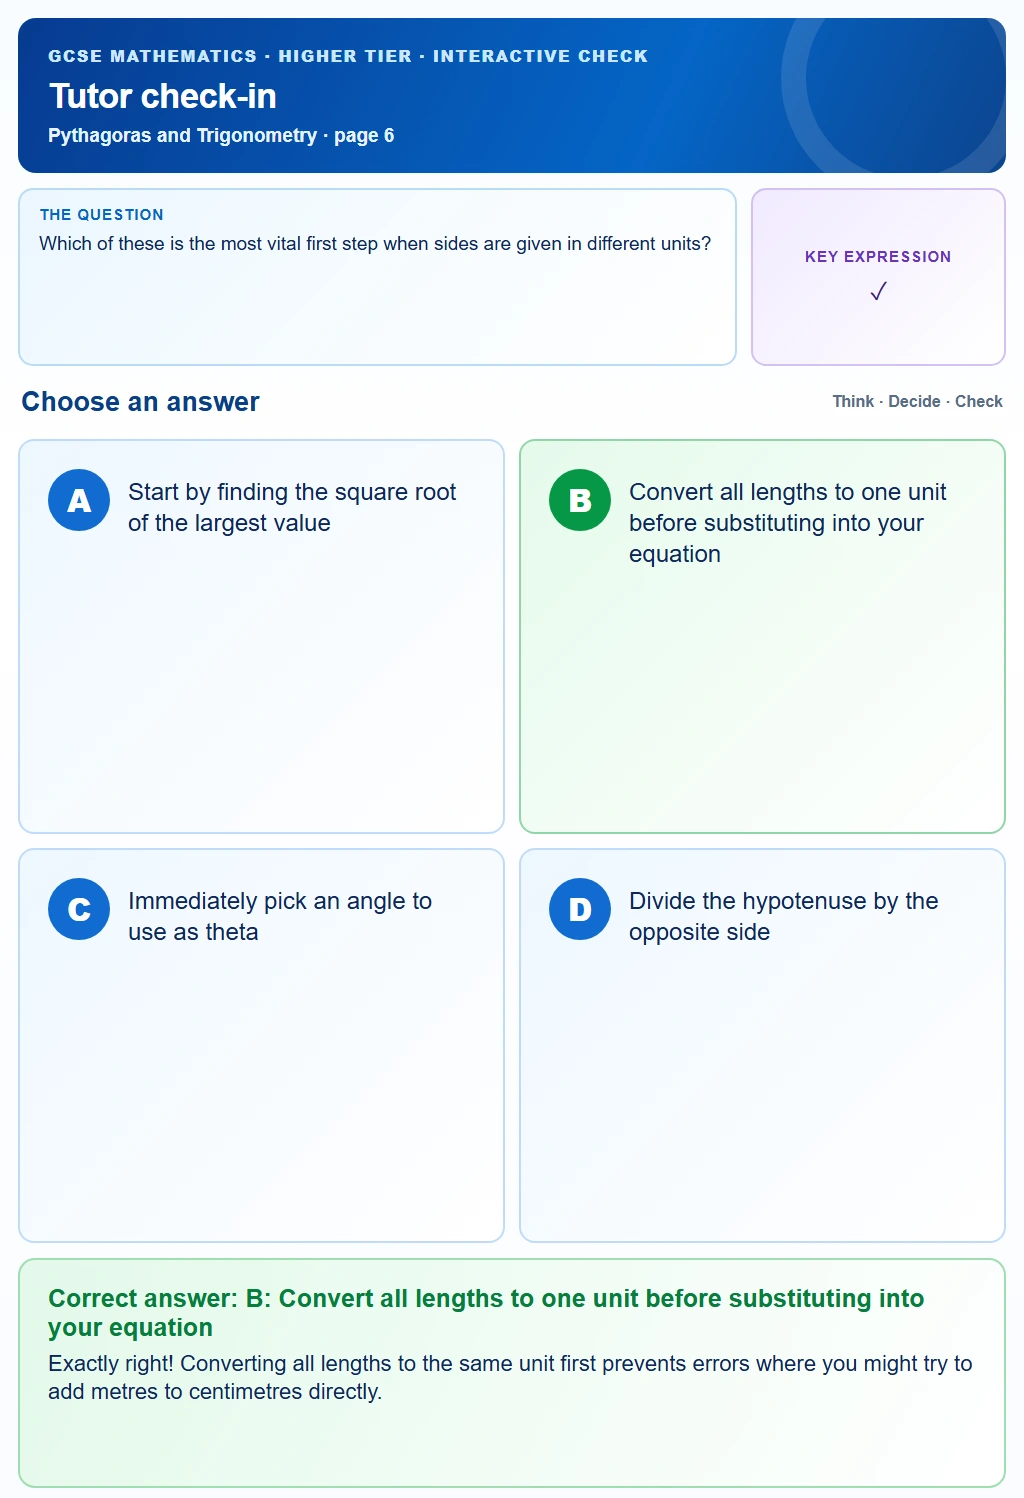 GCSE MATHEMATICS · HIGHER TIER · INTERACTIVE CHECK
Tutor check-in
Pythagoras and Trigonometry · page 6
THE QUESTION
Which of these is the most vital first step when sides are given in different units?
KEY EXPRESSION
✓
Choose an answer
Think · Decide · Check
A
Start by finding the square root
of the largest value
B
Convert all lengths to one unit
before substituting into your
equation
C
Immediately pick an angle to
use as theta
D
Divide the hypotenuse by the
opposite side
Correct answer: B: Convert all lengths to one unit before substituting into
your equation
Exactly right! Converting all lengths to the same unit first prevents errors where you might try to
add metres to centimetres directly.